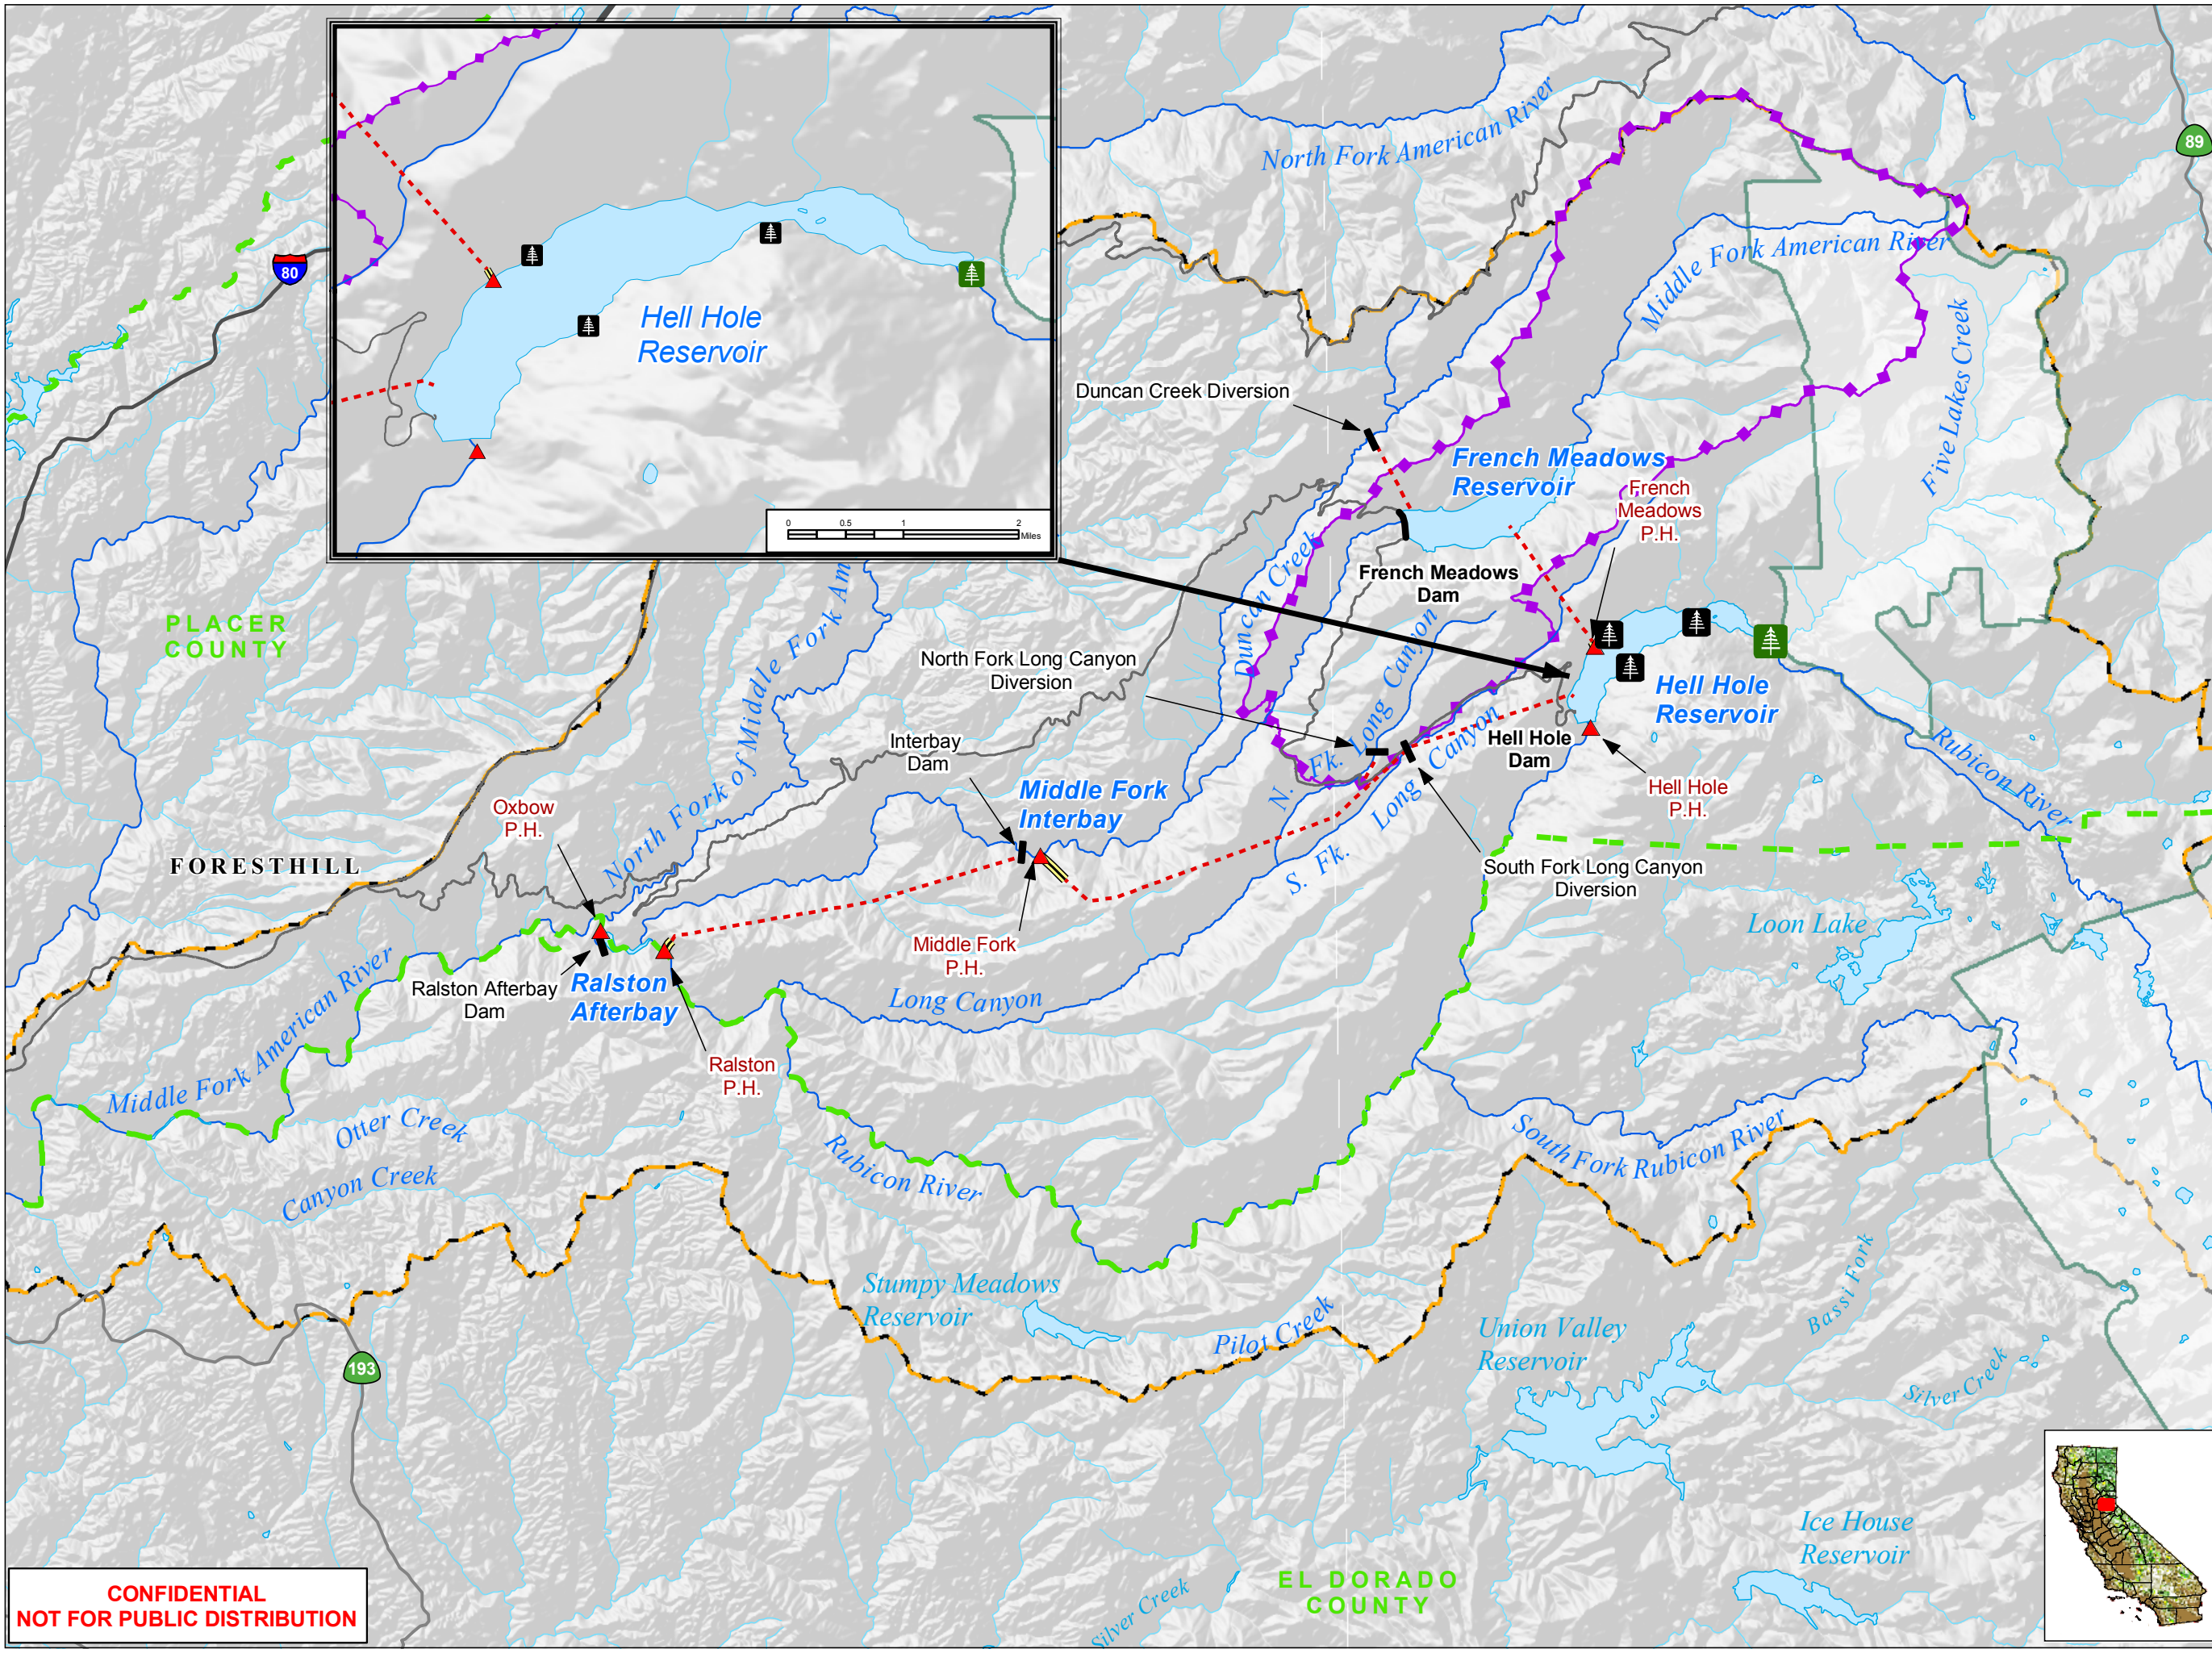 80
Hell Hole
Reservoir
0
0.5
1
2
Miles
North Fork American River
89
Middle Fork American River
Five Lakes Creek
Duncan Creek Diversion
French Meadows
Reservoir
French
Meadows
P.H.
Duncan Creek
French Meadows
Dam
PLACER
COUNTY
North Fork of Middle Fork Am
North Fork Long Canyon
Diversion
N. Fk. Long Canyon
Hell Hole
Reservoir
Hell Hole
Dam
Rubicon River
Interbay
Dam
Middle Fork
Interbay
Hell Hole
P.H.
Oxbow
P.H.
S. Fk. Long Canyon
South Fork Long Canyon
Diversion
FORESTHILL
Loon Lake
Middle Fork
P.H.
Ralston Afterbay
Dam
Ralston
Afterbay
Long Canyon
Middle Fork American River
Ralston
P.H.
Otter Creek
Canyon Creek
Rubicon River
South Fork Rubicon River
Stumpy Meadows
Reservoir
Pilot Creek
Union Valley
Reservoir
Bassi Fork
Silver Creek
193
Ice House
Reservoir
EL DORADO
COUNTY
Silver Creek
CONFIDENTIAL
NOT FOR PUBLIC DISTRIBUTION